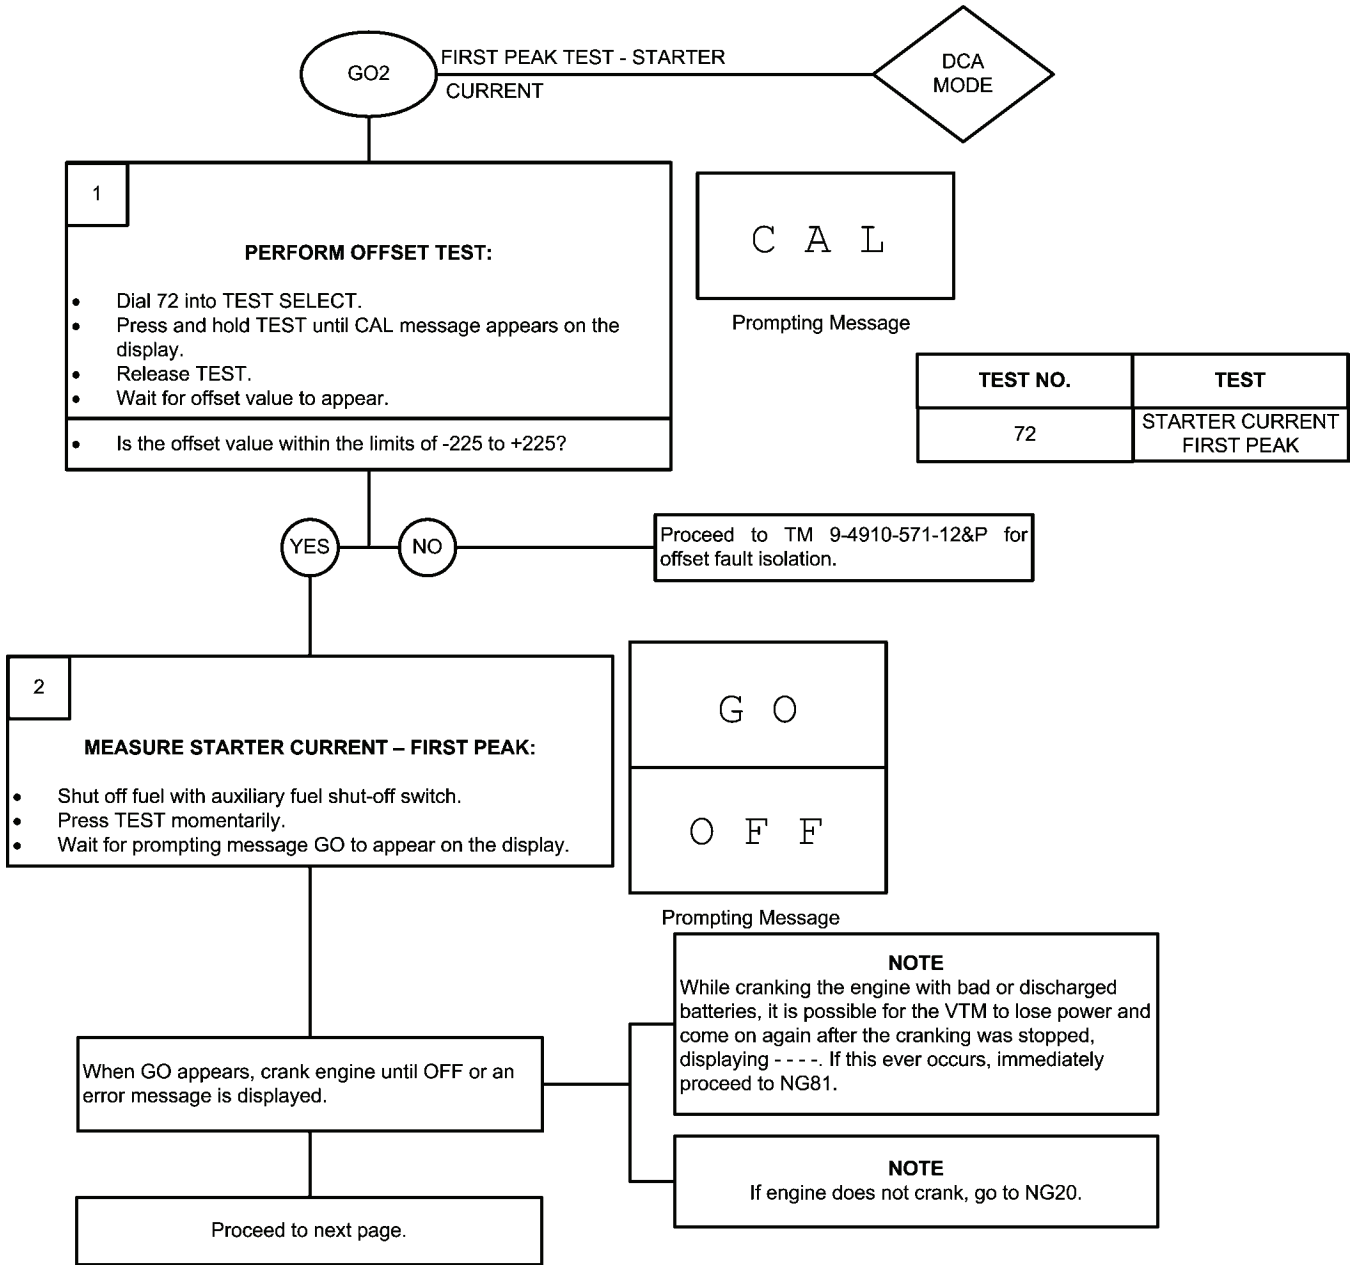 GO2
FIRST PEAK TEST - STARTER
CURRENT
DCA
MODE
1
PERFORM OFFSET TEST:
• Dial 72 into TEST SELECT.
• Press and hold TEST until CAL message appears on the
display.
• Release TEST.
• Wait for offset value to appear.
• Is the offset value within the limits of -225 to +225?
C A L
Prompting Message
TEST NO. TEST
72 STARTER CURRENT
FIRST PEAK
YES NO
Proceed to TM 9-4910-571-12&P for
offset fault isolation.
2
MEASURE STARTER CURRENT – FIRST PEAK:
• Shut off fuel with auxiliary fuel shut-off switch.
• Press TEST momentarily.
• Wait for prompting message GO to appear on the display.
G O
O F F
Prompting Message
When GO appears, crank engine until OFF or an
error message is displayed.
NOTE
While cranking the engine with bad or discharged
batteries, it is possible for the VTM to lose power and
come on again after the cranking was stopped,
displaying - - - -. If this ever occurs, immediately
proceed to NG81.
NOTE
If engine does not crank, go to NG20.
Proceed to next page.